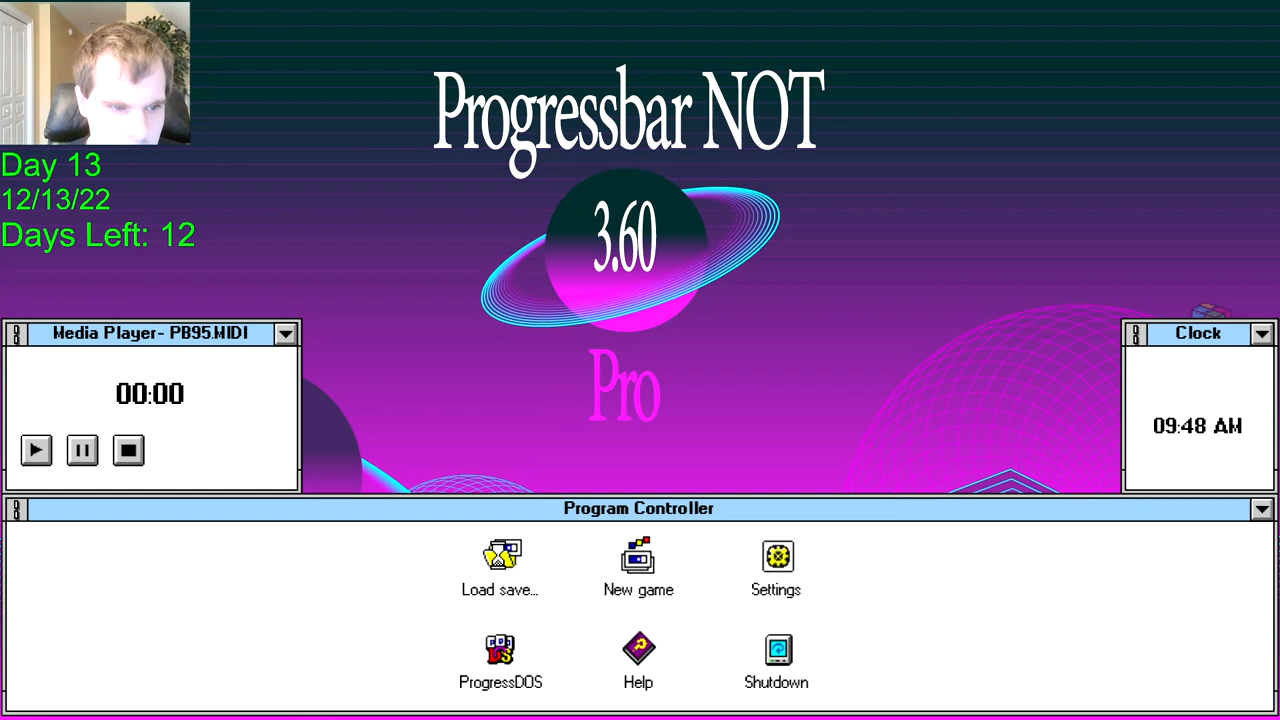 Progressbar NOT
3.60
Pro
Day 13
12/13/22
Days Left: 12
Media Player- PB95.MIDI
00:00
Clock
09:48 AM
Program Controller
Load save...
New game
Settings
ProgressDOS
Help
Shutdown